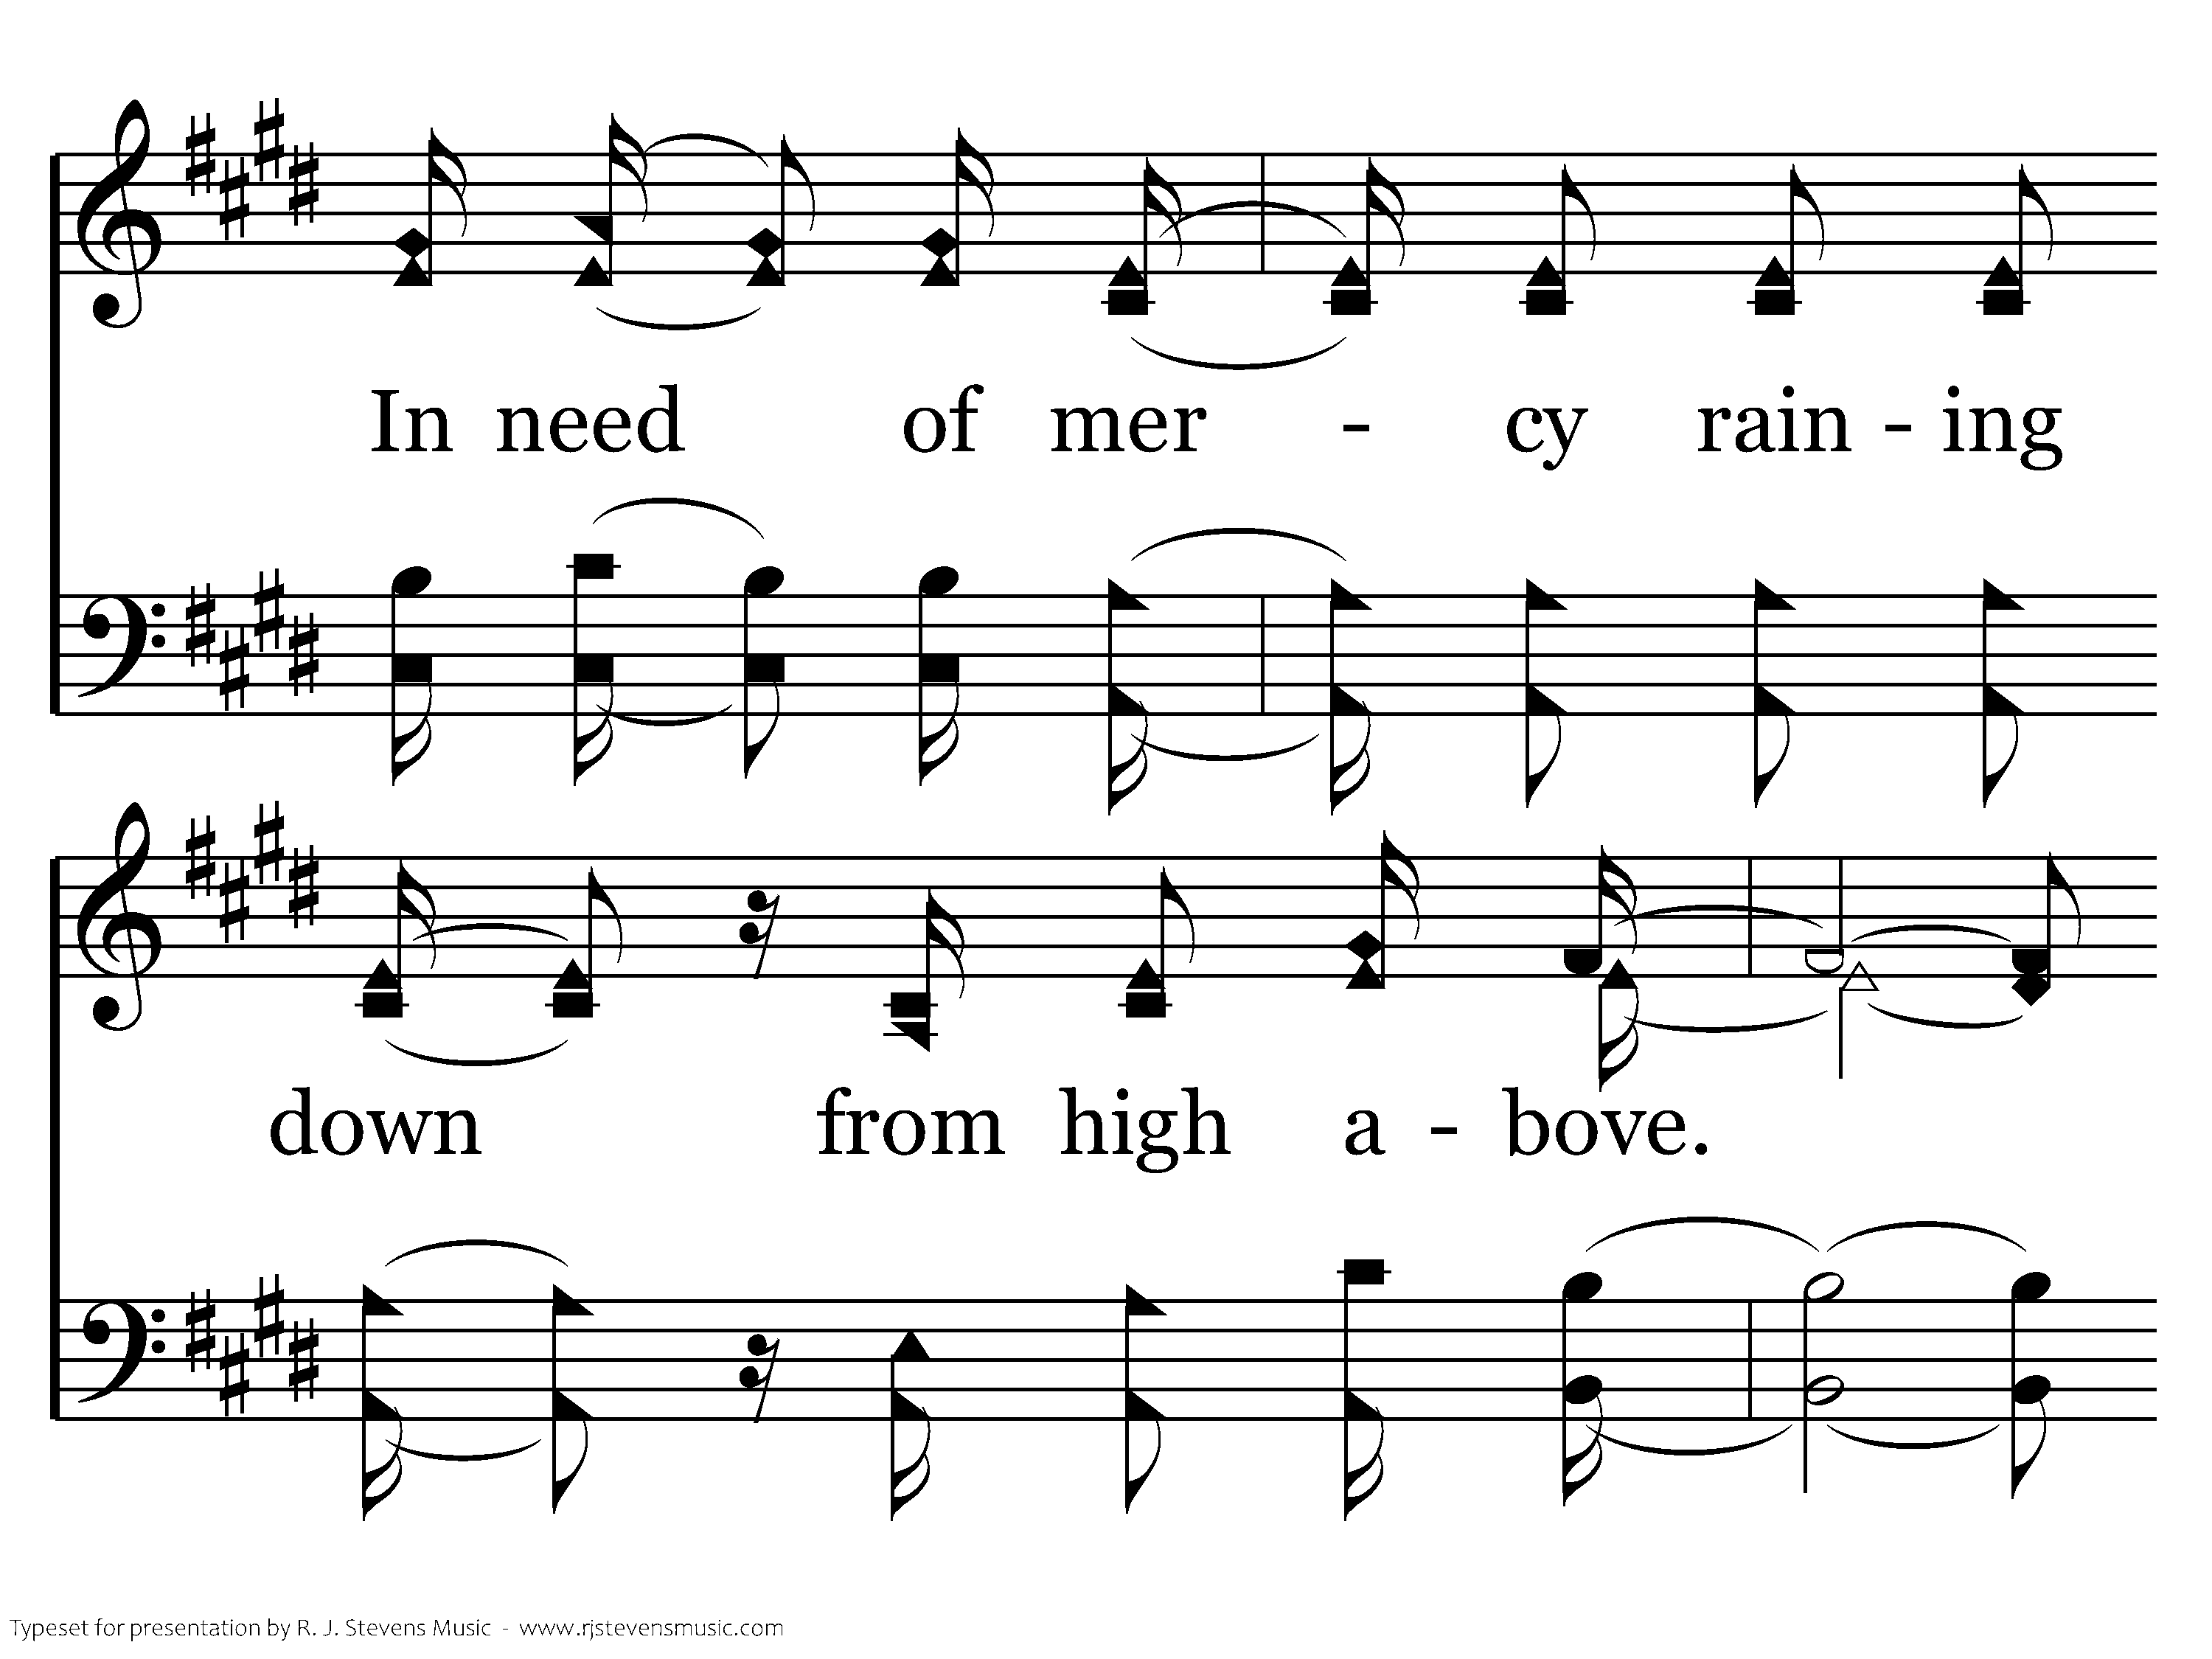 In need of mer - cy rain - ing
down from high a - bove.
Typeset for presentation by R. J. Stevens Music - www.rjstevensmusic.com